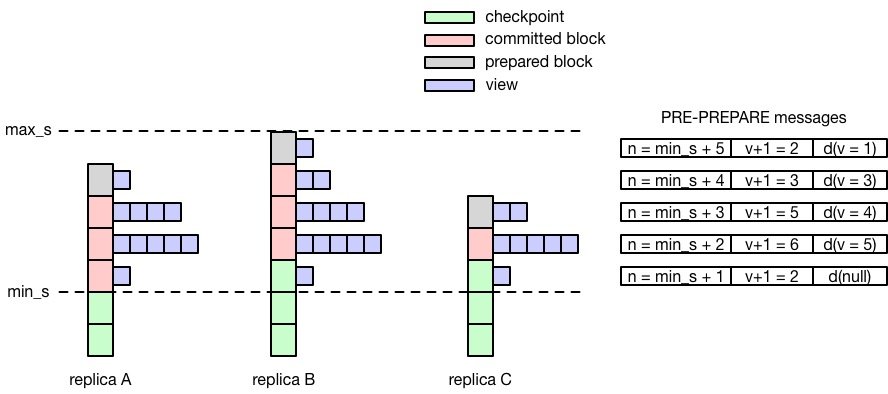 checkpoint
committed block
prepared block
view
PRE-PREPARE messages
max_s
n = min_s + 5 v+1 = 2 d(v = 1)
n = min_s + 4 v+1 = 3 d(v = 3)
n = min_s + 3 v+1 = 5 d(v = 4)
n = min_s + 2 v+1 = 6 d(v = 5)
n = min_s + 1 v+1 = 2 d(null)
min_s
replica A replica B replica C